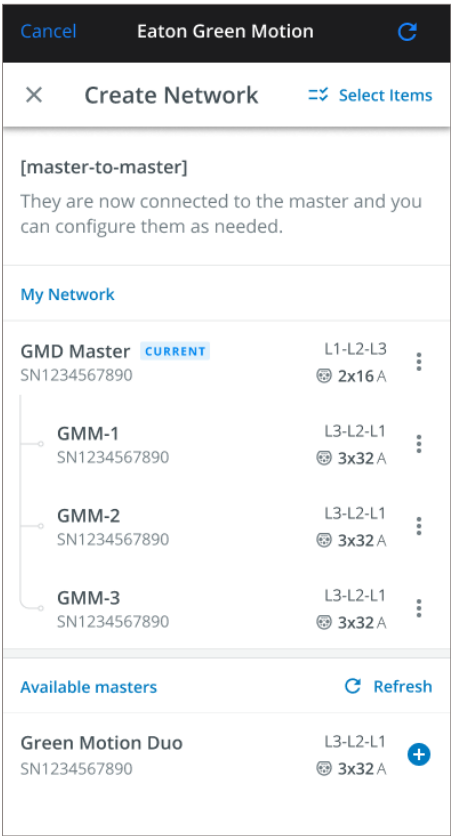 Cancel Eaton Green Motion
Create Network Select Items
[master-to-master]
They are now connected to the master and you
can configure them as needed.
My Network
GMD Master CURRENT L1-L2-L3
SN1234567890 2x16 A
GMM-1 L3-L2-L1
SN1234567890 3x32 A
GMM-2 L3-L2-L1
SN1234567890 3x32 A
GMM-3 L3-L2-L1
SN1234567890 3x32 A
Available masters Refresh
Green Motion Duo L3-L2-L1
SN1234567890 3x32 A